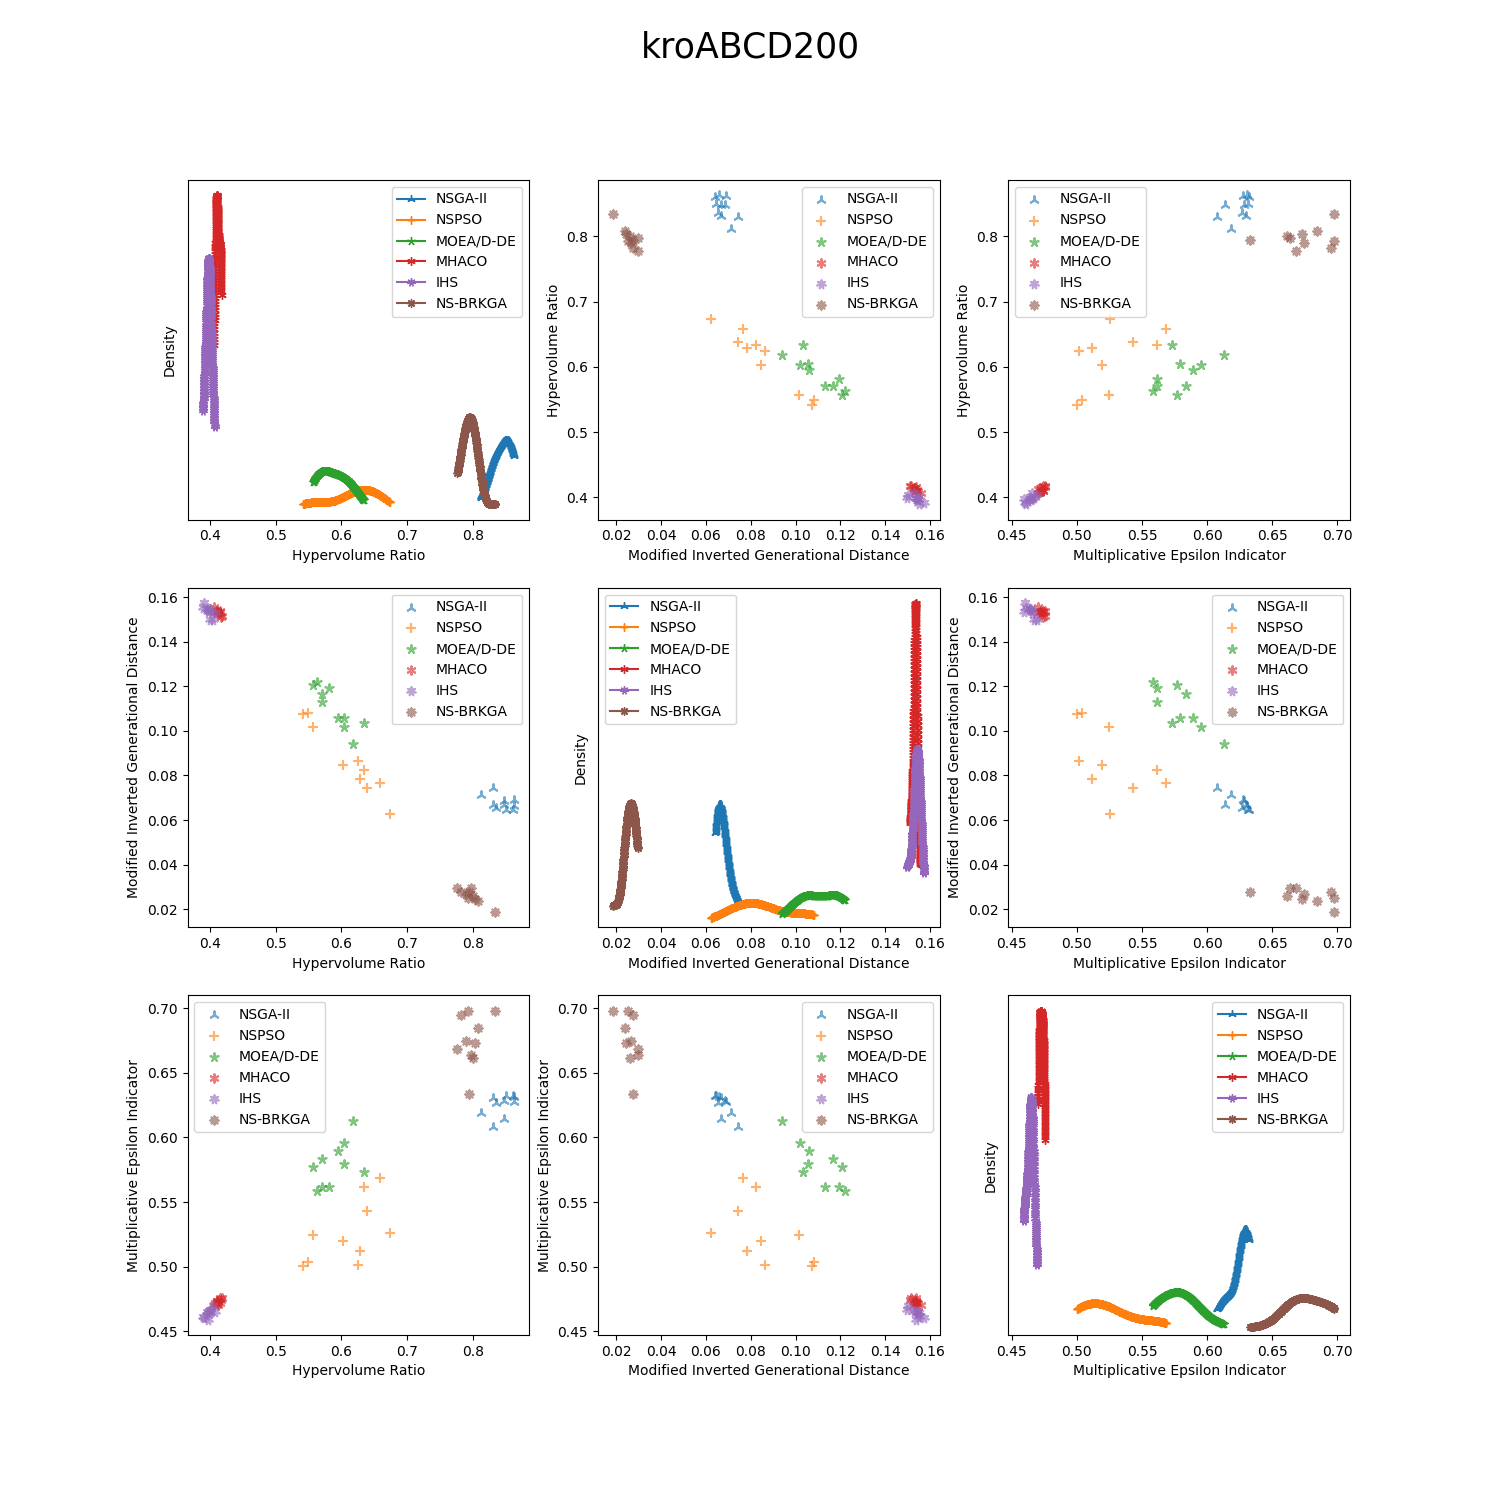 kroABCD200
Density
NSGA-II
NSPSO
MOEA/D-DE
MHACO
IHS
NS-BRKGA
0.4 0.5 0.6 0.7 0.8
Hypervolume Ratio
Hypervolume Ratio
0.8
0.7
0.6
0.5
0.4
NSGA-II
NSPSO
MOEA/D-DE
MHACO
IHS
NS-BRKGA
0.02 0.04 0.06 0.08 0.10 0.12 0.14 0.16
Modified Inverted Generational Distance
Hypervolume Ratio
0.8
0.7
0.6
0.5
0.4
NSGA-II
NSPSO
MOEA/D-DE
MHACO
IHS
NS-BRKGA
0.45 0.50 0.55 0.60 0.65 0.70
Multiplicative Epsilon Indicator
Modified Inverted Generational Distance
0.16
0.14
0.12
0.10
0.08
0.06
0.04
0.02
NSGA-II
NSPSO
MOEA/D-DE
MHACO
IHS
NS-BRKGA
0.4 0.5 0.6 0.7 0.8
Hypervolume Ratio
Density
NSGA-II
NSPSO
MOEA/D-DE
MHACO
IHS
NS-BRKGA
0.02 0.04 0.06 0.08 0.10 0.12 0.14 0.16
Modified Inverted Generational Distance
Modified Inverted Generational Distance
0.16
0.14
0.12
0.10
0.08
0.06
0.04
0.02
NSGA-II
NSPSO
MOEA/D-DE
MHACO
IHS
NS-BRKGA
0.45 0.50 0.55 0.60 0.65 0.70
Multiplicative Epsilon Indicator
Multiplicative Epsilon Indicator
0.70
0.65
0.60
0.55
0.50
0.45
NSGA-II
NSPSO
MOEA/D-DE
MHACO
IHS
NS-BRKGA
0.4 0.5 0.6 0.7 0.8
Hypervolume Ratio
Multiplicative Epsilon Indicator
0.70
0.65
0.60
0.55
0.50
0.45
NSGA-II
NSPSO
MOEA/D-DE
MHACO
IHS
NS-BRKGA
0.02 0.04 0.06 0.08 0.10 0.12 0.14 0.16
Modified Inverted Generational Distance
Density
NSGA-II
NSPSO
MOEA/D-DE
MHACO
IHS
NS-BRKGA
0.45 0.50 0.55 0.60 0.65 0.70
Multiplicative Epsilon Indicator